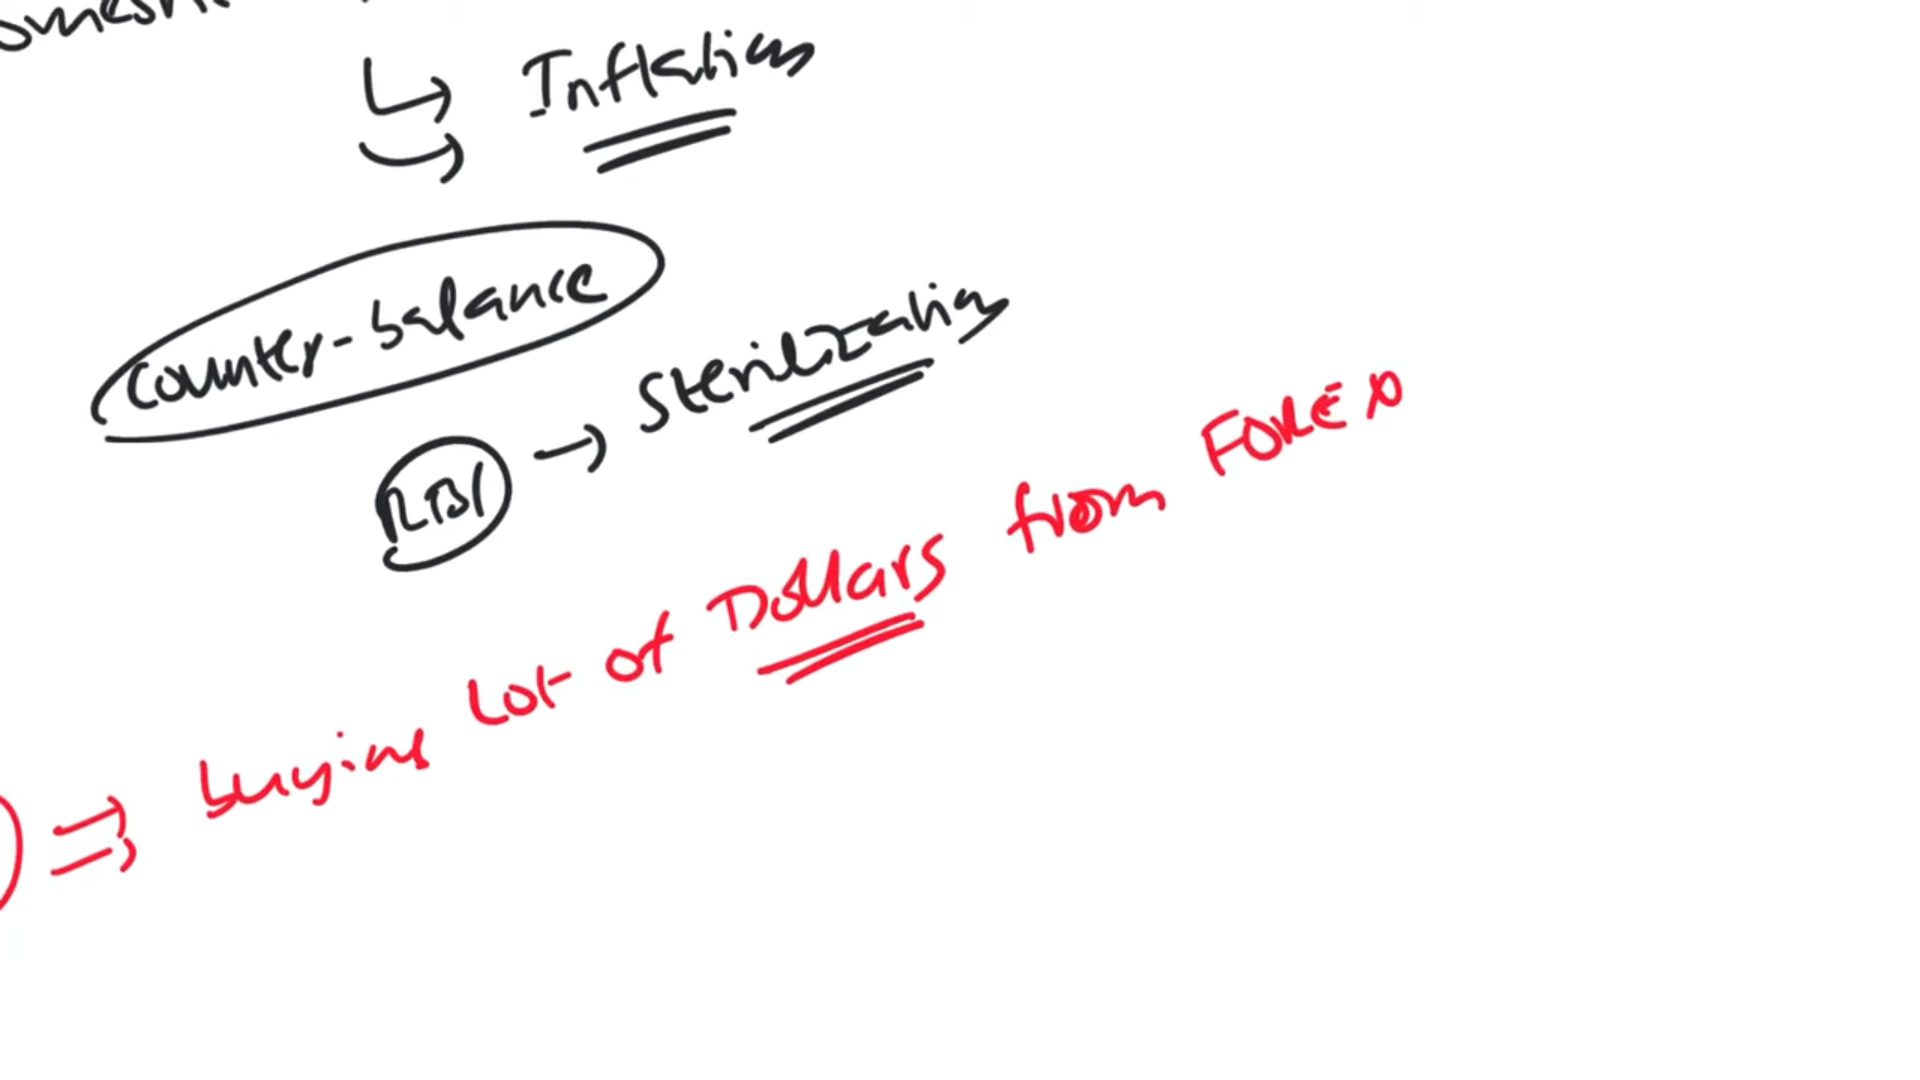 Inflation
counter-balance
RBI → Sterilization
⇒ buying Lot of Dollars from FOREX